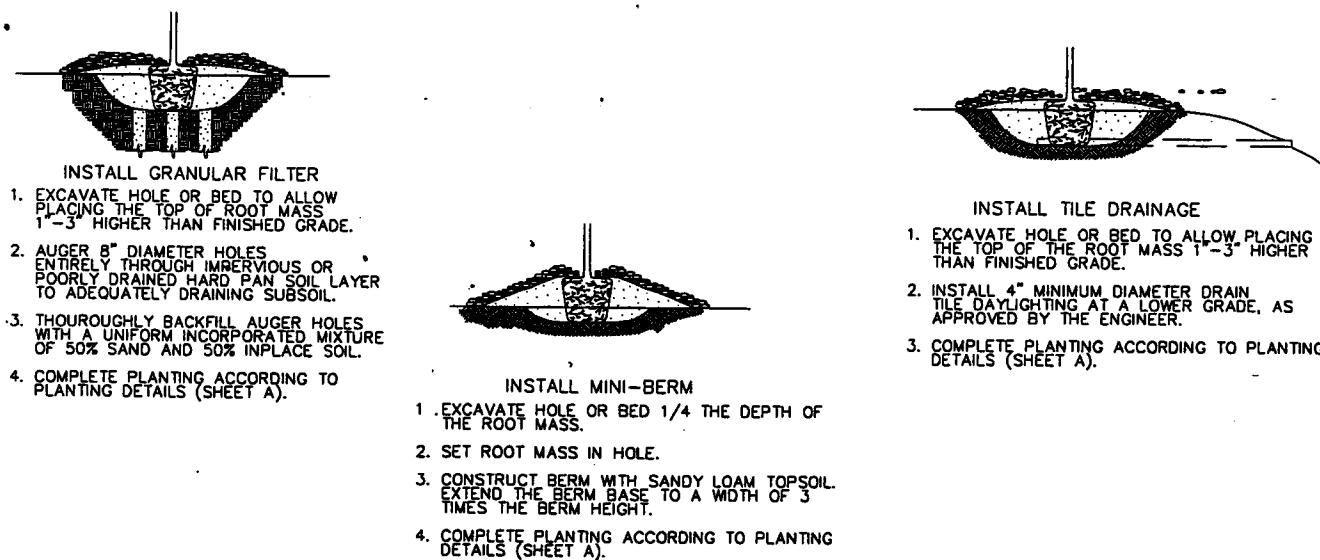 INSTALL GRANULAR FILTER
1. EXCAVATE HOLE OR BED TO ALLOW
PLACING THE TOP OF ROOT MASS
1"-3" HIGHER THAN FINISHED GRADE.
2. AUGER 8" DIAMETER HOLES
ENTIRELY THROUGH IMPERVIOUS OR
POORLY DRAINED HARD PAN SOIL LAYER
TO ADEQUATELY DRAINING SUBSOIL.
3. THOUROUGHLY BACKFILL AUGER HOLES
WITH A UNIFORM INCORPORATED MIXTURE
OF 50% SAND AND 50% INPLACE SOIL.
4. COMPLETE PLANTING ACCORDING TO
PLANTING DETAILS (SHEET A).
INSTALL MINI-BERM
1. EXCAVATE HOLE OR BED 1/4 THE DEPTH OF
THE ROOT MASS.
2. SET ROOT MASS IN HOLE.
3. CONSTRUCT BERM WITH SANDY LOAM TOPSOIL.
EXTEND THE BERM BASE TO A WIDTH OF 3
TIMES THE BERM HEIGHT.
4. COMPLETE PLANTING ACCORDING TO PLANTING
DETAILS (SHEET A).
INSTALL TILE DRAINAGE
1. EXCAVATE HOLE OR BED TO ALLOW PLACING
THE TOP OF THE ROOT MASS 1"-3" HIGHER
THAN FINISHED GRADE.
2. INSTALL 4" MINIMUM DIAMETER DRAIN
TILE DAYLIGHTING AT A LOWER GRADE, AS
APPROVED BY THE ENGINEER.
3. COMPLETE PLANTING ACCORDING TO PLANTING
DETAILS (SHEET A).